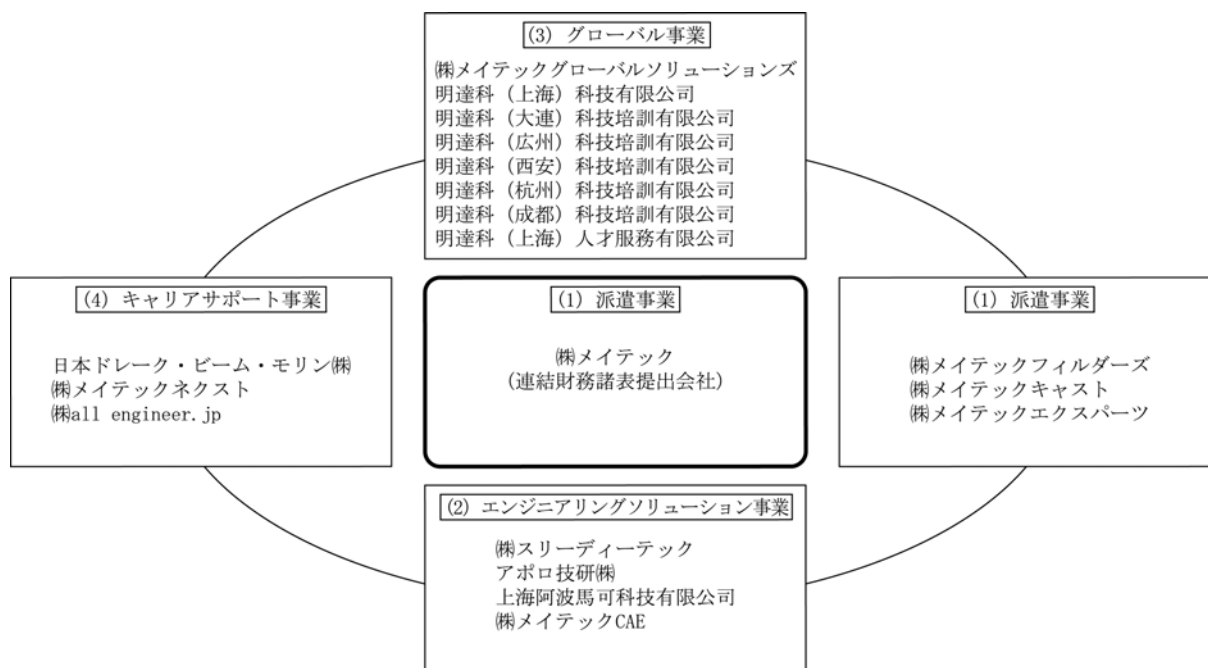 (3) グローバル事業
㈱メイテックグローバルソリューションズ
明達科（上海）科技有限公司
明達科（大連）科技培訓有限公司
明達科（広州）科技培訓有限公司
明達科（西安）科技培訓有限公司
明達科（杭州）科技培訓有限公司
明達科（成都）科技培訓有限公司
明達科（上海）人才服務有限公司
(4) キャリアサポート事業
日本ドレーク・ビーム・モリン㈱
㈱メイテックネクスト
㈱all engineer.jp
(1) 派遣事業
㈱メイテック
(連結財務諸表提出会社)
(1) 派遣事業
㈱メイテックフィルダーズ
㈱メイテックキャスト
㈱メイテックエクスパーツ
(2) エンジニアリングソリューション事業
㈱スリーディーテック
アポロ技研㈱
上海阿波馬可科技有限公司
㈱メイテックCAE